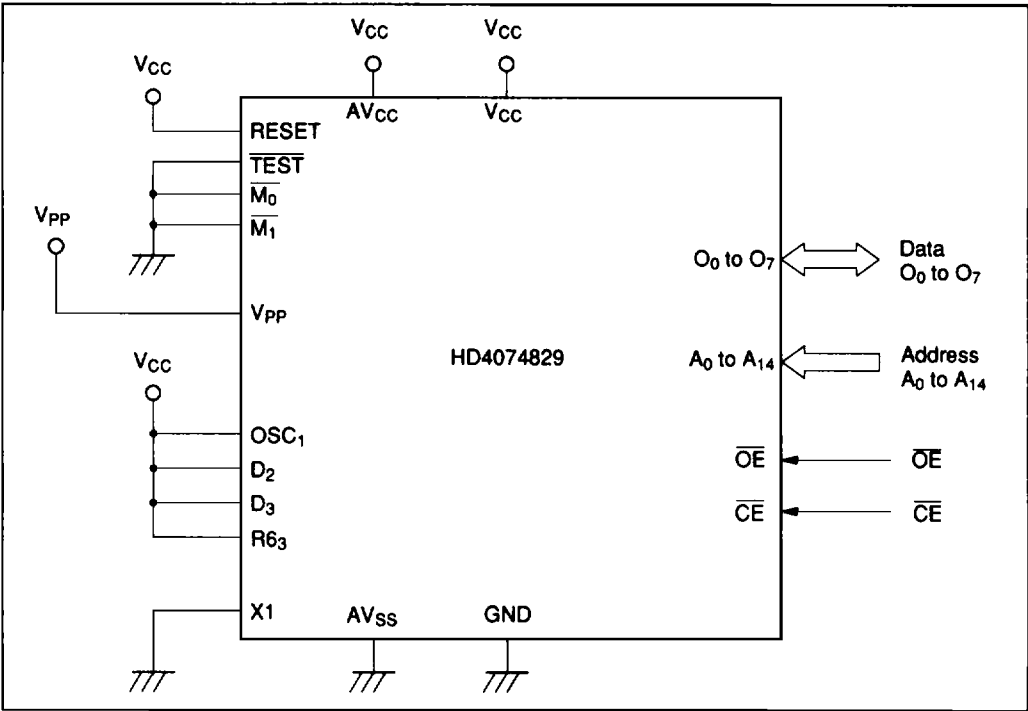 VCC VCC
VCC
AVCC VCC
RESET
TEST
M0
VPP
M1
O0 to O7 Data
O0 to O7
VPP
HD4074829
VCC
A0 to A14 Address
A0 to A14
OSC1
D2
OE OE
D3
CE CE
R63
X1 AVSS GND